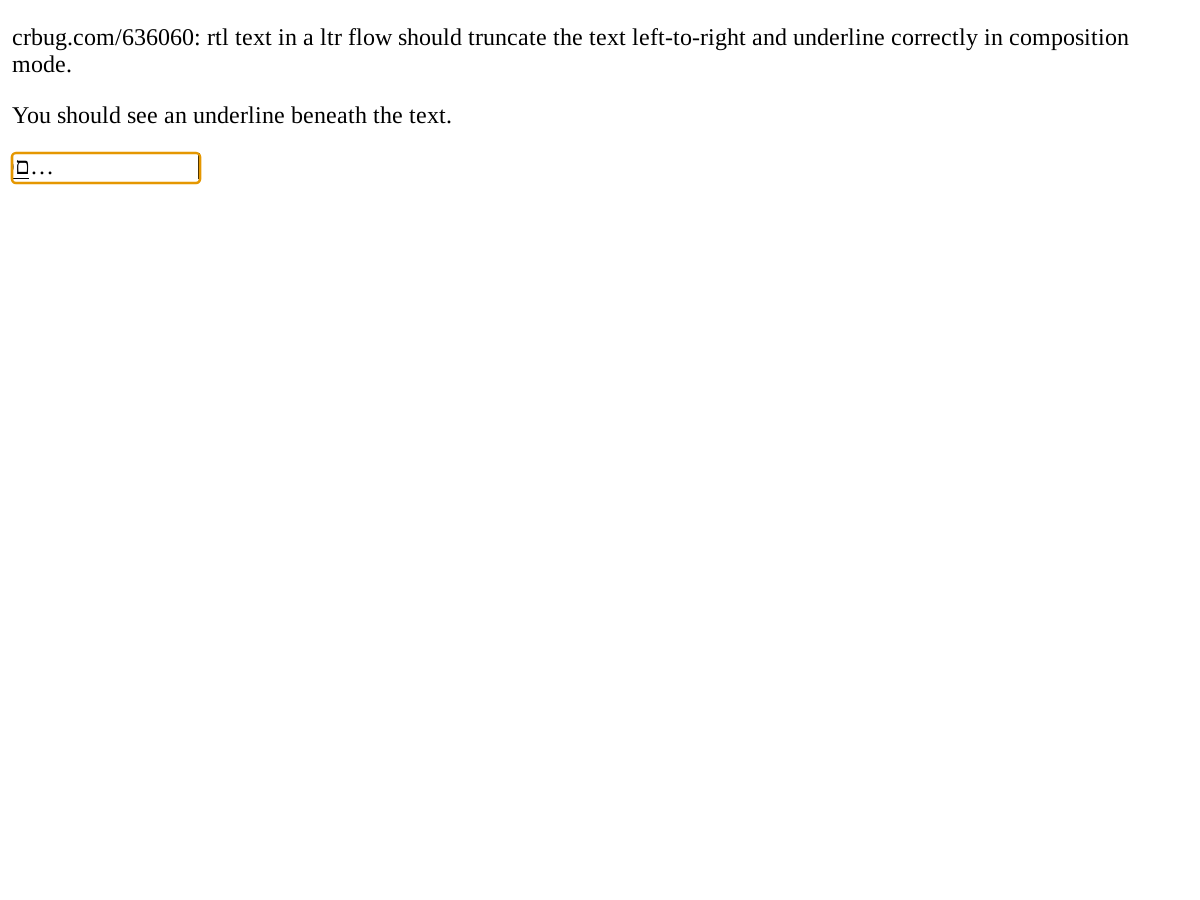 crbug.com/636060: rtl text in a ltr flow should truncate the text left-to-right and underline correctly in composition
mode.
You should see an underline beneath the text.
ם…